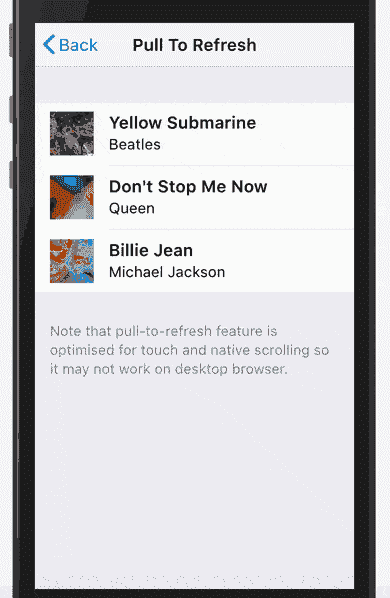 Back Pull To Refresh
Yellow Submarine
Beatles
Don't Stop Me Now
Queen
Billie Jean
Michael Jackson
Note that pull-to-refresh feature is
optimised for touch and native scrolling so
it may not work on desktop browser.